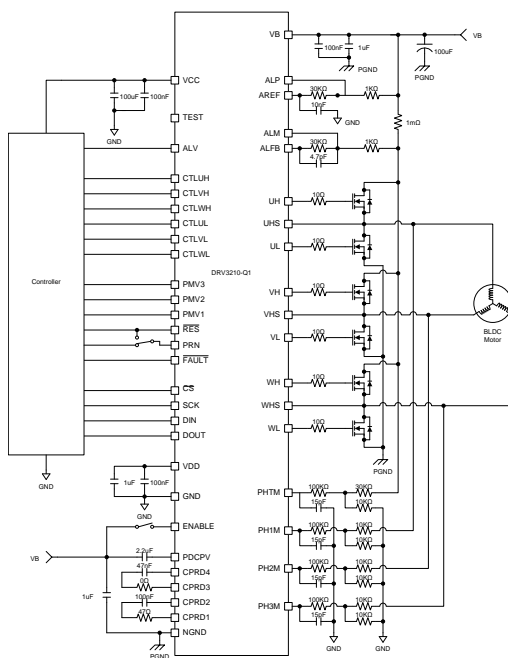 VB
100nF
1uF
100uF
VB
PGND
PGND
VCC
100uF
100nF
GND
ALP
AREF
30KΩ
10nF
1KΩ
GND
1mΩ
TEST
ALM
ALFB
30KΩ
4.7nF
1KΩ
ALV
CTLUH
CTLVH
CTLWH
CTLUL
CTLVL
CTLWL
UH
10Ω
UHS
UL
10Ω
Controller
DRV3210-Q1
PMV3
PMV2
PMV1
RES
PRN
FAULT
VH
10Ω
VHS
VL
10Ω
BLDC
Motor
CS
SCK
DIN
DOUT
WH
10Ω
WHS
WL
10Ω
PGND
GND
VDD
1uF
100nF
GND
GND
ENABLE
VB
2.2uF
PDCPV
47nF
CPRD4
0Ω
CPRD3
100nF
CPRD2
47Ω
CPRD1
1uF
NGND
PGND
PHTM
100KΩ
30KΩ
15pF
10KΩ
PH1M
100KΩ
10KΩ
15pF
10KΩ
PH2M
100KΩ
10KΩ
15pF
10KΩ
PH3M
100KΩ
10KΩ
15pF
10KΩ
GND
GND